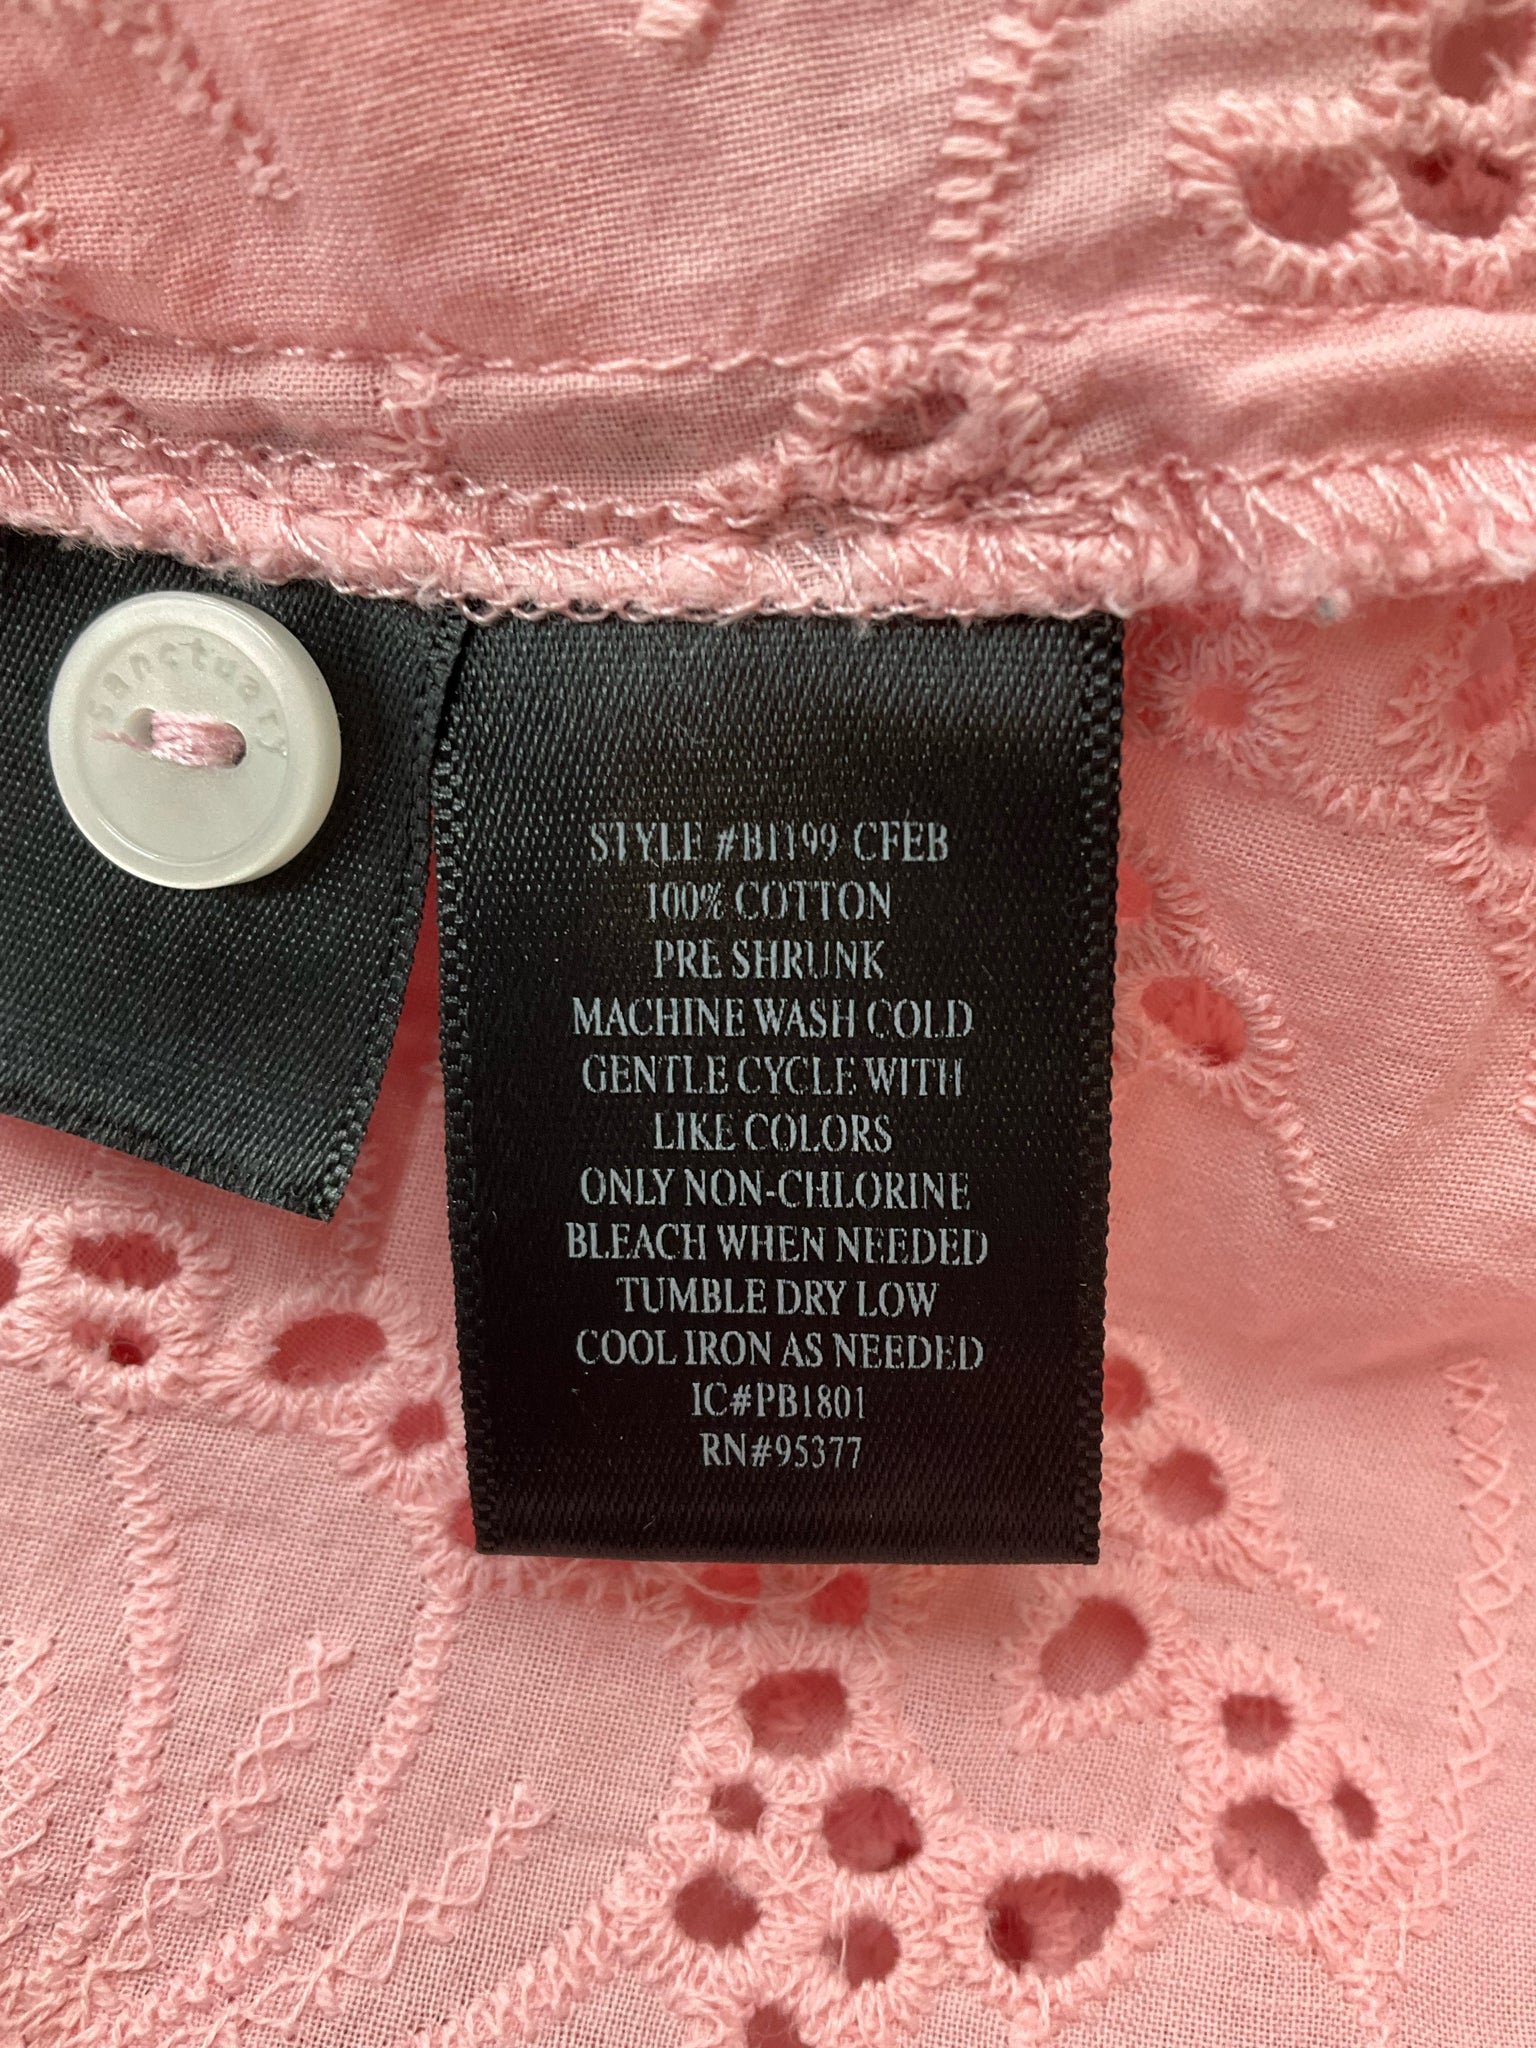 sanctuary
STYLE #B1199 CFEB
100% COTTON
PRE SHRUNK
MACHINE WASH COLD
GENTLE CYCLE WITH
LIKE COLORS
ONLY NON-CHLORINE
BLEACH WHEN NEEDED
TUMBLE DRY LOW
COOL IRON AS NEEDED
IC#PB1801
RN#95377